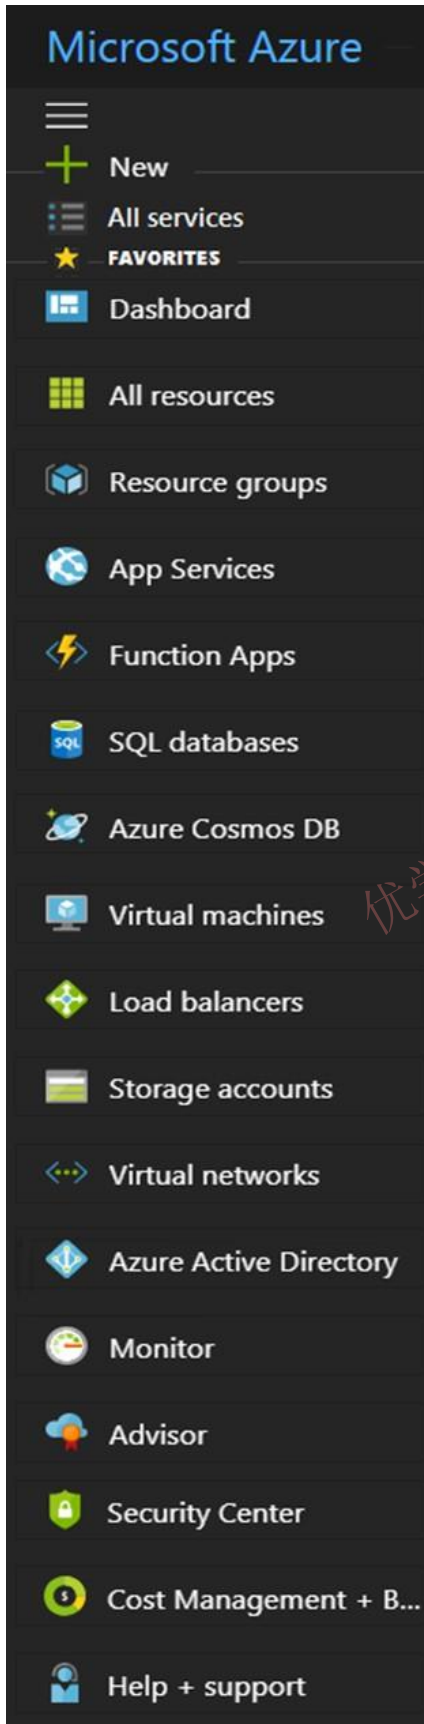 Microsoft Azure
New
All services
FAVORITES
Dashboard
All resources
Resource groups
App Services
Function Apps
SQL
SQL databases
Azure Cosmos DB
Virtual machines
Load balancers
Storage accounts
Virtual networks
Azure Active Directory
Monitor
Advisor
Security Center
Cost Management + B...
Help + support